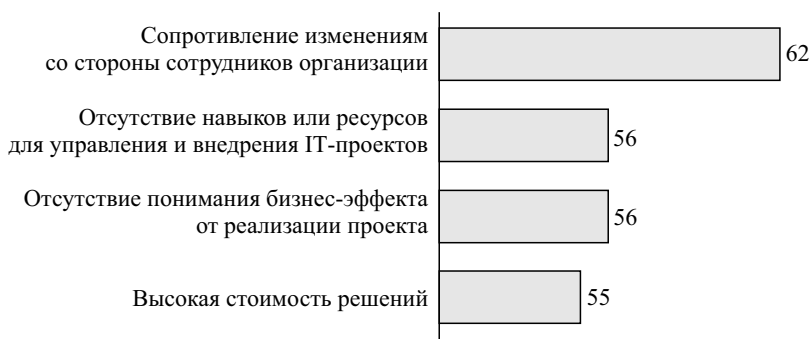 Сопротивление изменениям
со стороны сотрудников организации
62
Отсутствие навыков или ресурсов
для управления и внедрения IT-проектов
56
Отсутствие понимания бизнес-эффекта
от реализации проекта
56
Высокая стоимость решений
55